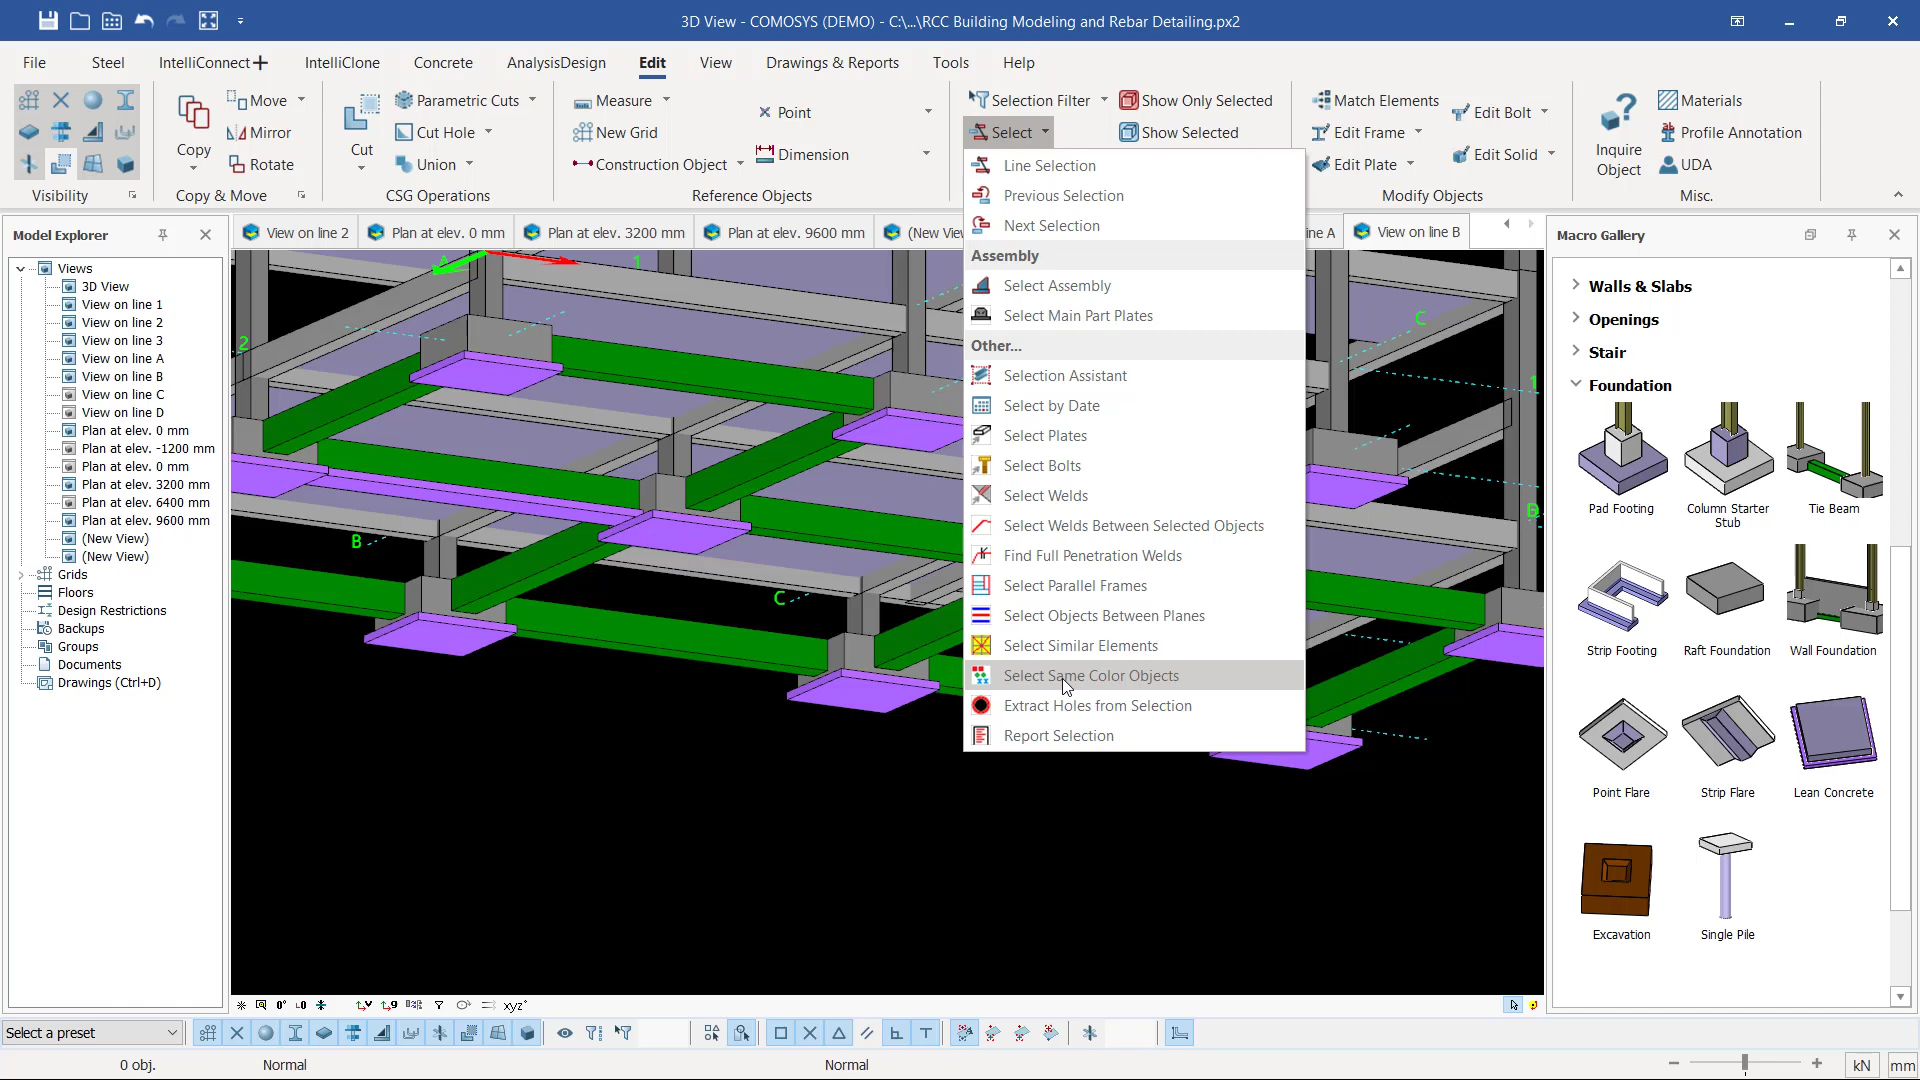 3D View - COMOSYS (DEMO) - C:\...\RCC Building Modeling and Rebar Detailing.px2
File Steel IntelliConnect IntelliClone Concrete AnalysisDesign Edit View Drawings & Reports Tools Help
Visibility
Copy
Move
Mirror
Rotate
Copy & Move
Cut
Parametric Cuts
Cut Hole
Union
CSG Operations
Measure
New Grid
Construction Object
Point
Dimension
Reference Objects
Selection Filter
Select
Show Only Selected
Show Selected
Match Elements
Edit Frame
Edit Plate
Edit Bolt
Edit Solid
Modify Objects
Inquire
Object
Materials
Profile Annotation
UDA
Misc.
Line Selection
Previous Selection
Next Selection
Assembly
Select Assembly
Select Main Part Plates
Other...
Selection Assistant
Select by Date
Select Plates
Select Bolts
Select Welds
Select Welds Between Selected Objects
Find Full Penetration Welds
Select Parallel Frames
Select Objects Between Planes
Select Similar Elements
Select Same Color Objects
Extract Holes from Selection
Report Selection
Model Explorer
Views
3D View
View on line 1
View on line 2
View on line 3
View on line A
View on line B
View on line C
View on line D
Plan at elev. 0 mm
Plan at elev. -1200 mm
Plan at elev. 0 mm
Plan at elev. 3200 mm
Plan at elev. 6400 mm
Plan at elev. 9600 mm
(New View)
(New View)
Grids
Floors
Design Restrictions
Backups
Groups
Documents
Drawings (Ctrl+D)
View on line 2
Plan at elev. 0 mm
Plan at elev. 3200 mm
Plan at elev. 9600 mm
(New Vie
ine A
View on line B
A
1
2
B
C
C
1
D
Macro Gallery
Walls & Slabs
Openings
Stair
Foundation
Pad Footing
Column Starter
Stub
Tie Beam
Strip Footing
Raft Foundation
Wall Foundation
Point Flare
Strip Flare
Lean Concrete
Excavation
Single Pile
xyz
Select a preset
0 obj.
Normal
Normal
kN
mm